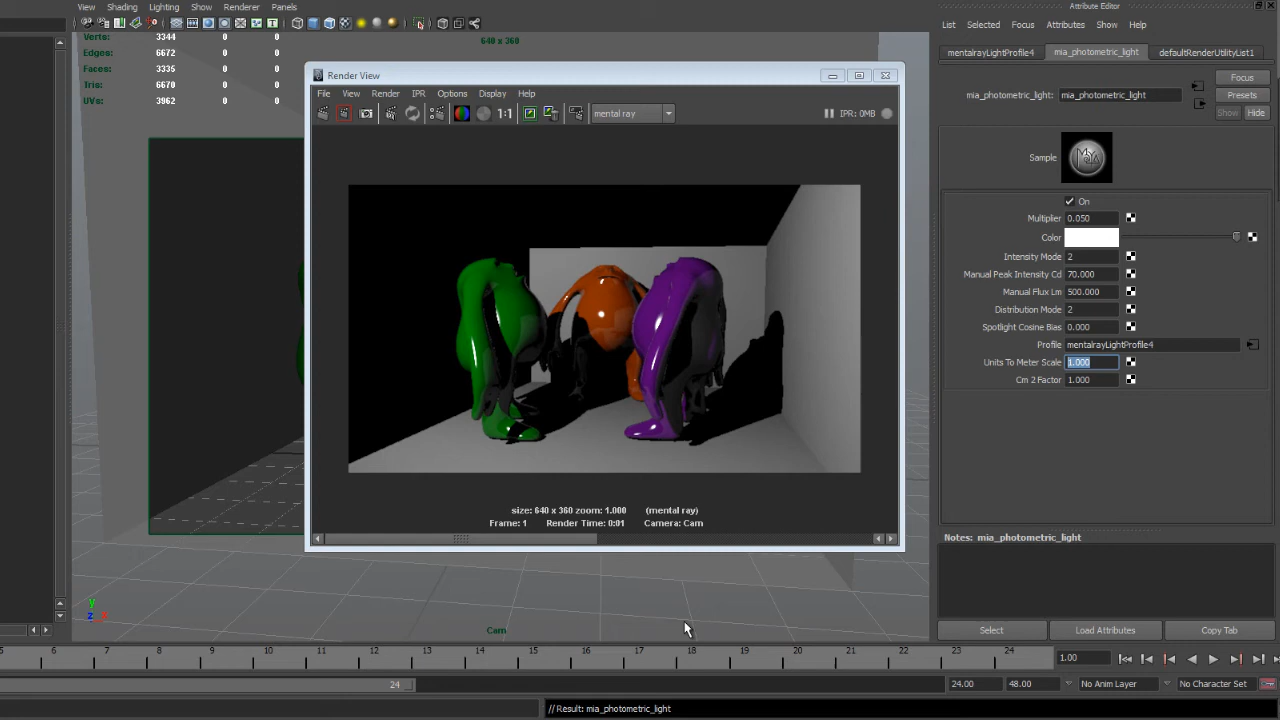 View Shading Lighting Show Renderer Panels
Verts: 3344 0 0
Edges: 6672 0 0
Faces: 3335 0 0
Tris: 6670 0 0
UVs: 3962 0 0
640 x 360
Render View
File View Render IPR Options Display Help
1:1 mental ray IPR: 0MB
size: 640 x 360 zoom: 1.000 (mental ray)
Frame: 1 Render Time: 0:01 Camera: Cam
Cam
y
z x
Attribute Editor
List Selected Focus Attributes Show Help
mentalrayLightProfile4 mia_photometric_light defaultRenderUtilityList1
Focus
mia_photometric_light: mia_photometric_light
Presets
Show Hide
Sample
On
Multiplier 0.050
Color
Intensity Mode 2
Manual Peak Intensity Cd 70.000
Manual Flux Lm 500.000
Distribution Mode 2
Spotlight Cosine Bias 0.000
Profile mentalrayLightProfile4
Units To Meter Scale 1.000
Cm 2 Factor 1.000
Notes: mia_photometric_light
Select Load Attributes Copy Tab
5 6 7 8 9 10 11 12 13 14 15 16 17 18 19 20 21 22 23 24
1.00
24 24.00 48.00 No Anim Layer No Character Set
// Result: mia_photometric_light